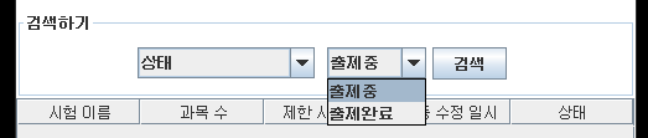 검색하기
상태 출제중 검색
출제중
출제완료
시험 이름 과목 수 제한 수정 일시 상태